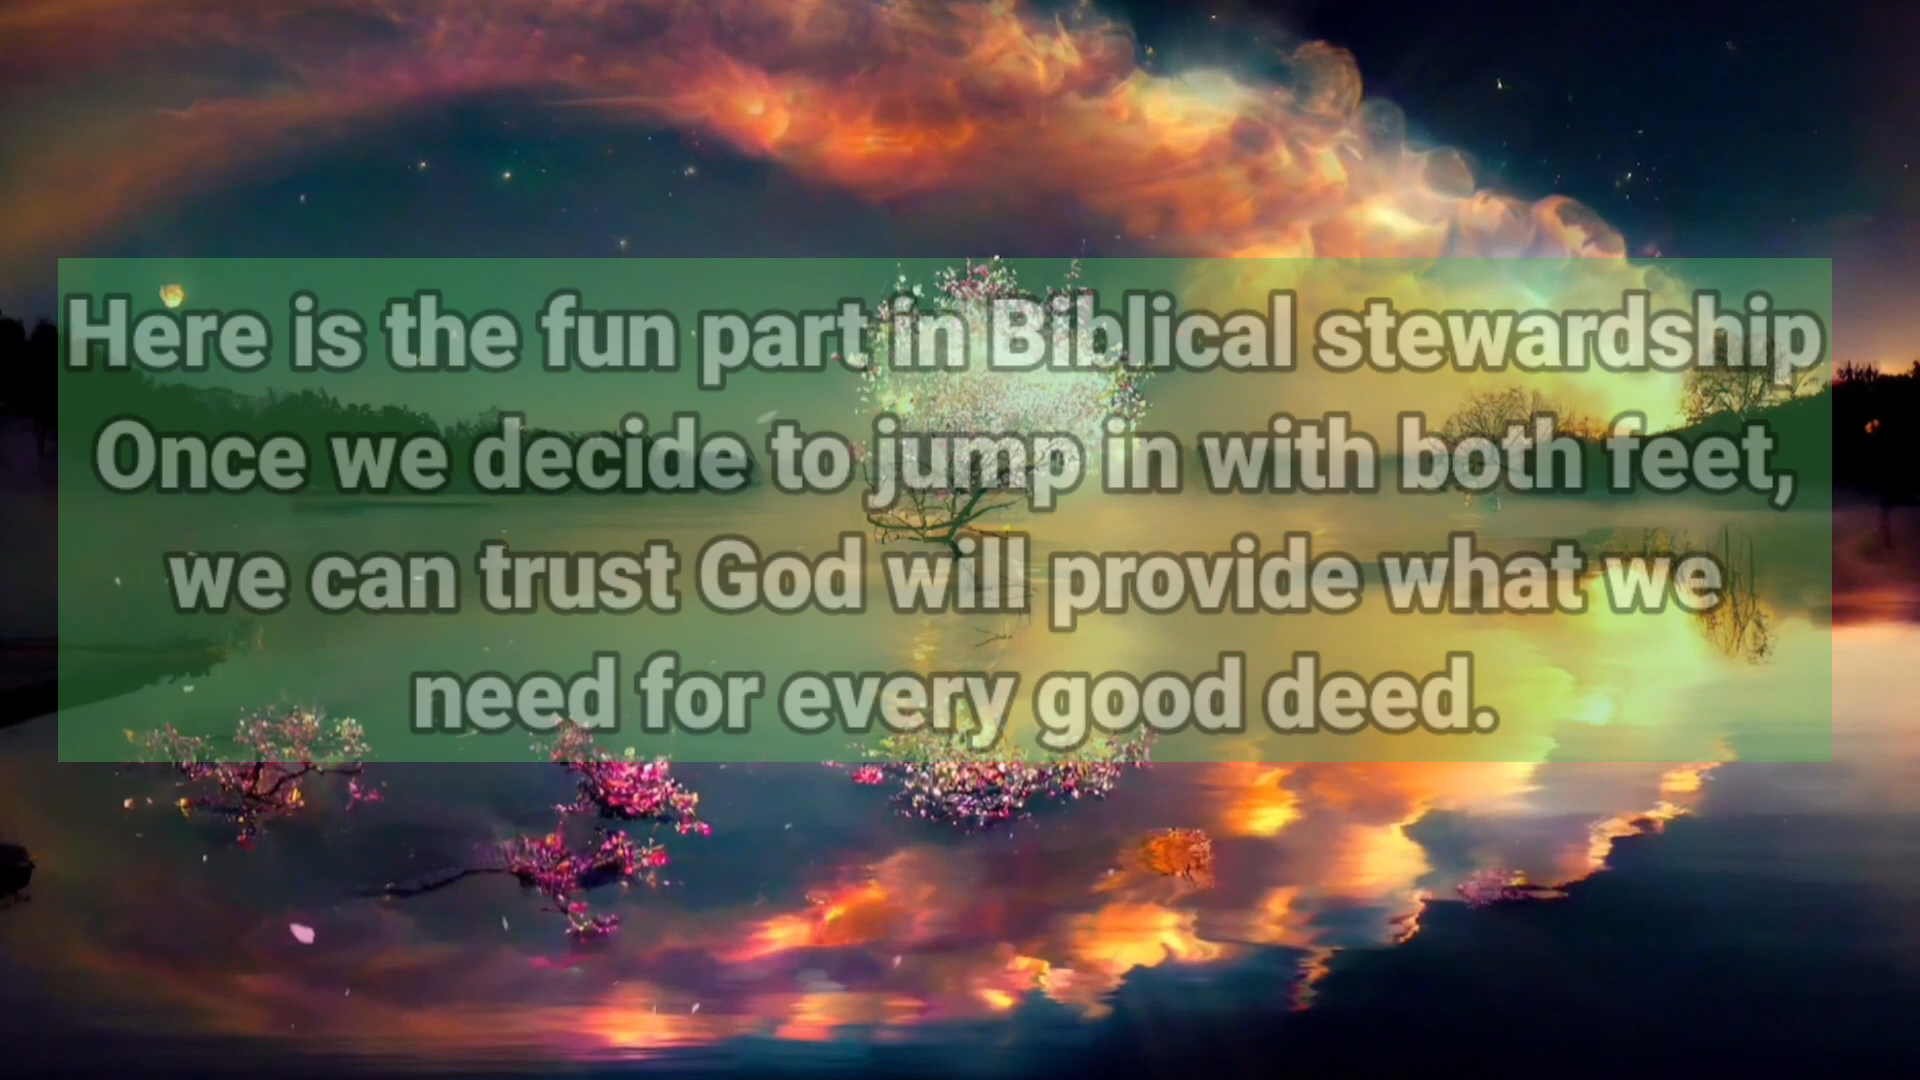 Here is the fun part in Biblical stewardship
Once we decide to jump in with both feet,
we can trust God will provide what we
need for every good deed.